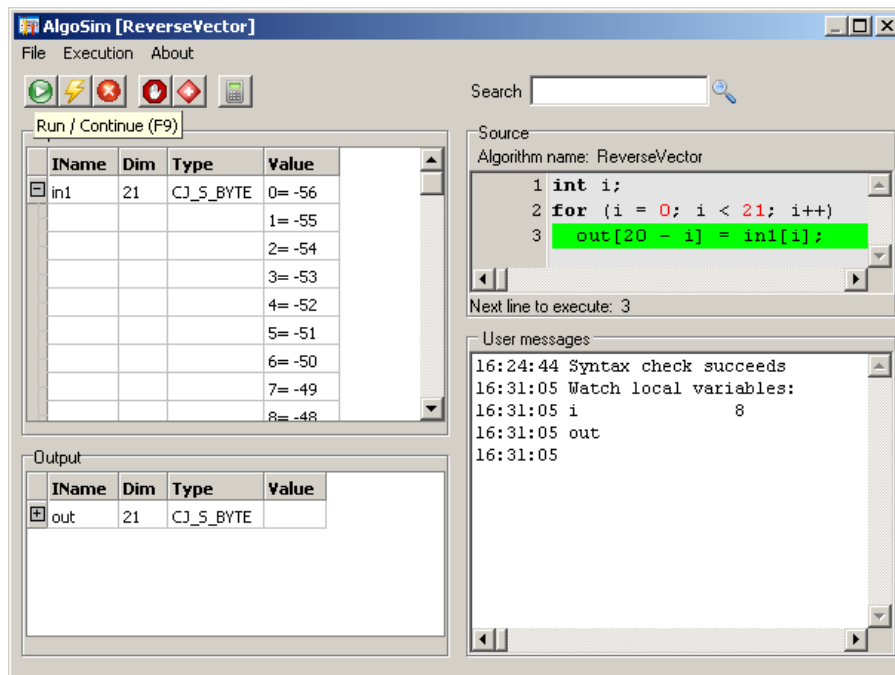 AlgoSim [ReverseVector]
File Execution About
Search
Run / Continue (F9)
IName Dim Type Value
in1 21 CJ_S_BYTE 0= -56
1= -55
2= -54
3= -53
4= -52
5= -51
6= -50
7= -49
8= -48
Output
IName Dim Type Value
out 21 CJ_S_BYTE
Source
Algorithm name: ReverseVector
1 int i;
2 for (i = 0; i < 21; i++)
3 out[20 - i] = in1[i];
Next line to execute: 3
User messages
16:24:44 Syntax check succeeds
16:31:05 Watch local variables:
16:31:05 i 8
16:31:05 out
16:31:05